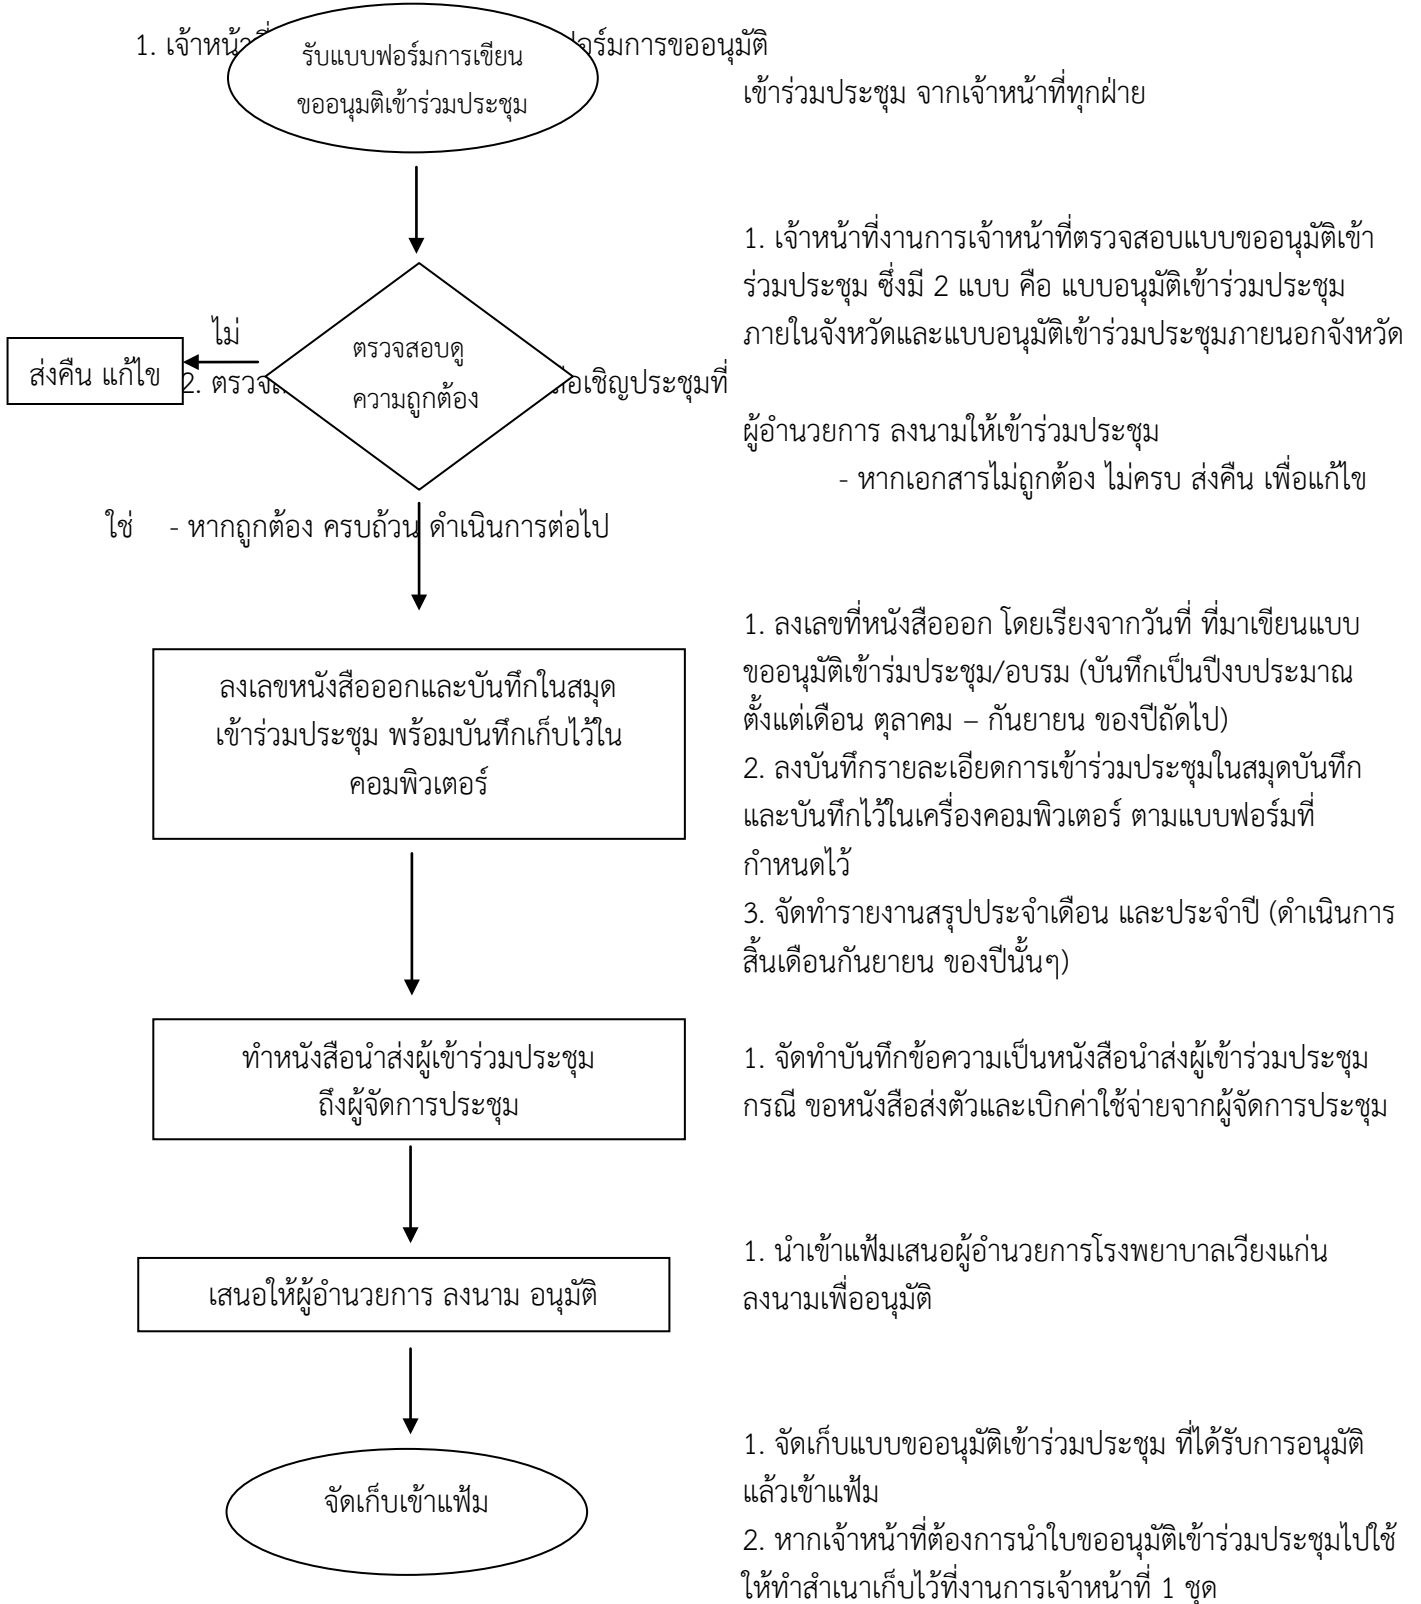 1. เจ้าหน้าที่ ฟอร์มการขออนุมัติ
รับแบบฟอร์มการเขียน
ขออนุมติเข้าร่วมประชุม
เข้าร่วมประชุม จากเจ้าหน้าที่ทุกฝ่าย
1. เจ้าหน้าที่งานการเจ้าหน้าที่ตรวจสอบแบบขออนุมัติเข้า
ร่วมประชุม ซึ่งมี 2 แบบ คือ แบบอนุมัติเข้าร่วมประชุม
ภายในจังหวัดและแบบอนุมัติเข้าร่วมประชุมภายนอกจังหวัด
ไม่
ส่งคืน แก้ไข
ตรวจสอบดู
ความถูกต้อง
2. เชิญประชุมที่
ผู้อำนวยการ ลงนามให้เข้าร่วมประชุม
- หากเอกสารไม่ถูกต้อง ไม่ครบ ส่งคืน เพื่อแก้ไข
ใช่ - หากถูกต้อง ครบถ้วน ดำเนินการต่อไป
ลงเลขหนังสือออกและบันทึกในสมุด
เข้าร่วมประชุม พร้อมบันทึกเก็บไว้ใน
คอมพิวเตอร์
1. ลงเลขที่หนังสือออก โดยเรียงจากวันที่ ที่มาเขียนแบบ
ขออนุมัติเข้าร่มประชุม/อบรม (บันทึกเป็นปีงบประมาณ
ตั้งแต่เดือน ตุลาคม – กันยายน ของปีถัดไป)
2. ลงบันทึกรายละเอียดการเข้าร่วมประชุมในสมุดบันทึก
และบันทึกไว้ในเครื่องคอมพิวเตอร์ ตามแบบฟอร์มที่
กำหนดไว้
3. จัดทำรายงานสรุปประจำเดือน และประจำปี (ดำเนินการ
สิ้นเดือนกันยายน ของปีนั้นๆ)
ทำหนังสือนำส่งผู้เข้าร่วมประชุม
ถึงผู้จัดการประชุม
1. จัดทำบันทึกข้อความเป็นหนังสือนำส่งผู้เข้าร่วมประชุม
กรณี ขอหนังสือส่งตัวและเบิกค่าใช้จ่ายจากผู้จัดการประชุม
เสนอให้ผู้อำนวยการ ลงนาม อนุมัติ
1. นำเข้าแฟ้มเสนอผู้อำนวยการโรงพยาบาลเวียงแก่น
ลงนามเพื่ออนุมัติ
จัดเก็บเข้าแฟ้ม
1. จัดเก็บแบบขออนุมัติเข้าร่วมประชุม ที่ได้รับการอนุมัติ
แล้วเข้าแฟ้ม
2. หากเจ้าหน้าที่ต้องการนำใบขออนุมัติเข้าร่วมประชุมไปใช้
ให้ทำสำเนาเก็บไว้ที่งานการเจ้าหน้าที่ 1 ชุด